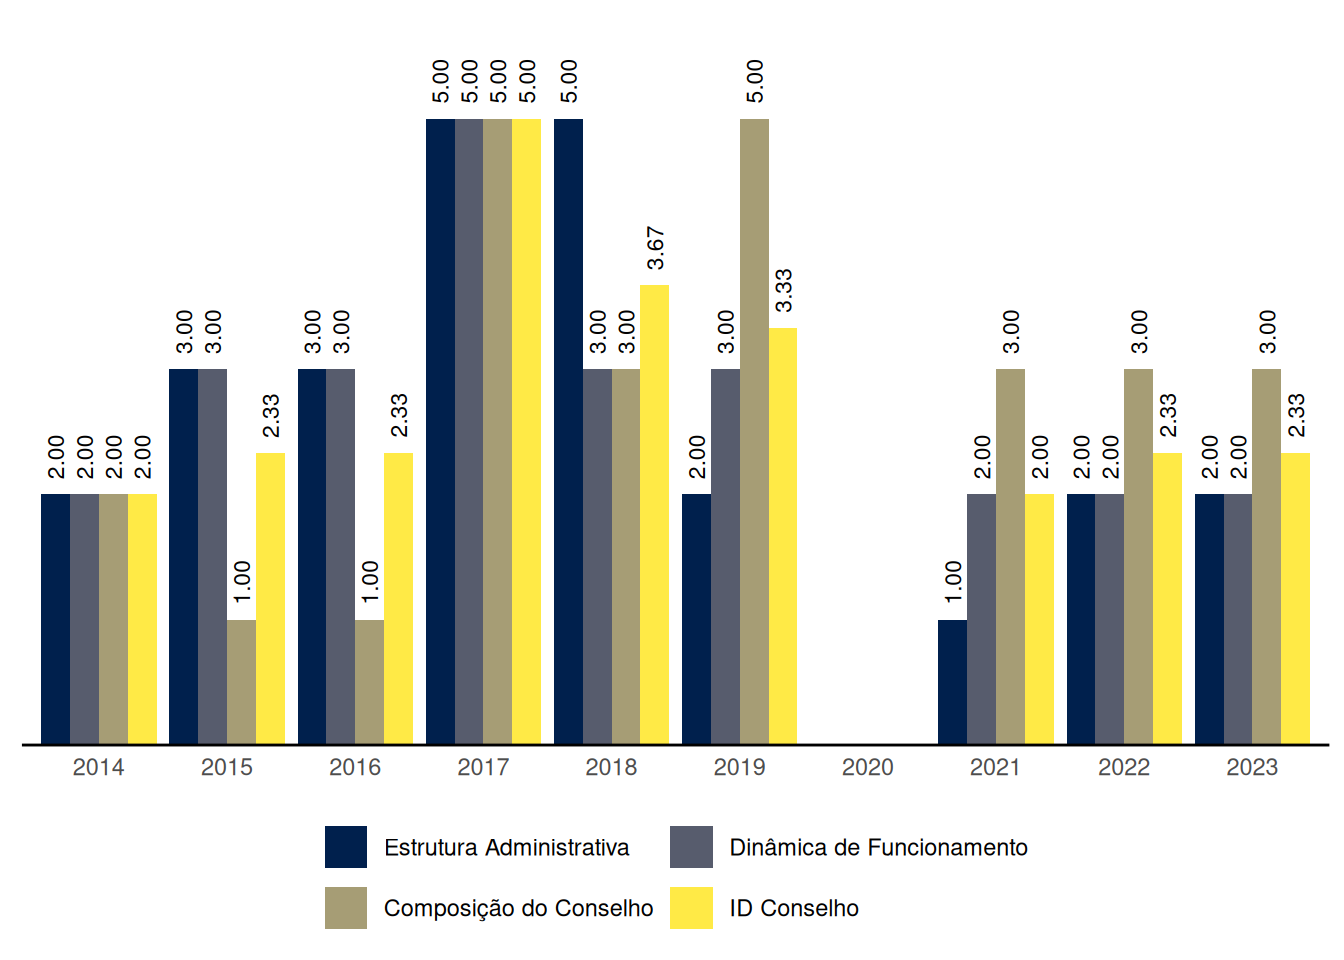 5.00 5.00 5.00 5.00 5.00 5.00
3.67
3.33
3.00 3.00 3.00 3.00 3.00 3.00 3.00 3.00 3.00 3.00
2.33 2.33 2.33 2.33
2.00 2.00 2.00 2.00 2.00 2.00 2.00 2.00 2.00 2.00 2.00
1.00 1.00 1.00
2014 2015 2016 2017 2018 2019 2020 2021 2022 2023
Estrutura Administrativa Dinâmica de Funcionamento
Composição do Conselho ID Conselho